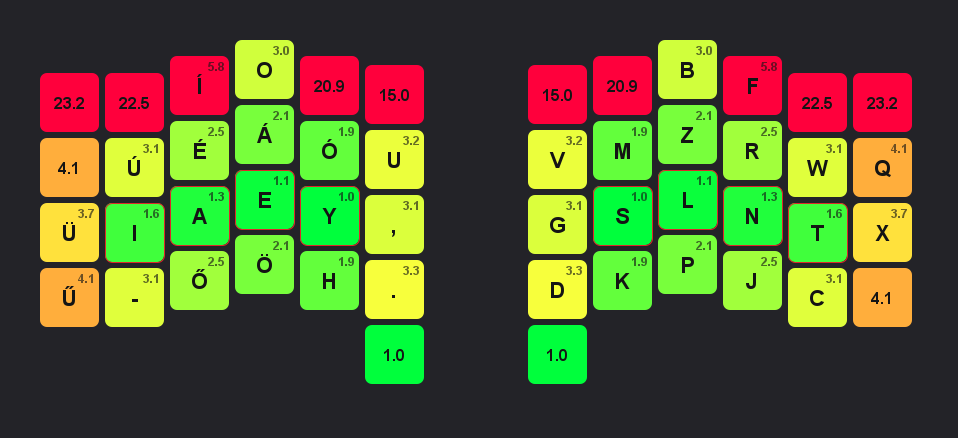 23.2 22.5 Í 5.8 O 3.0 20.9 15.0 15.0 20.9 B 3.0 F 5.8 22.5 23.2
4.1 Ú 3.1 É 2.5 Á 2.1 Ó 1.9 U 3.2 V 3.2 M 1.9 Z 2.1 R 2.5 W 3.1 Q 4.1
Ü 3.7 I 1.6 A 1.3 E 1.1 Y 1.0 , 3.1 G 3.1 S 1.0 L 1.1 N 1.3 T 1.6 X 3.7
Ű 4.1 - 3.1 Ő 2.5 Ö 2.1 H 1.9 . 3.3 D 3.3 K 1.9 P 2.1 J 2.5 C 3.1 4.1
1.0 1.0